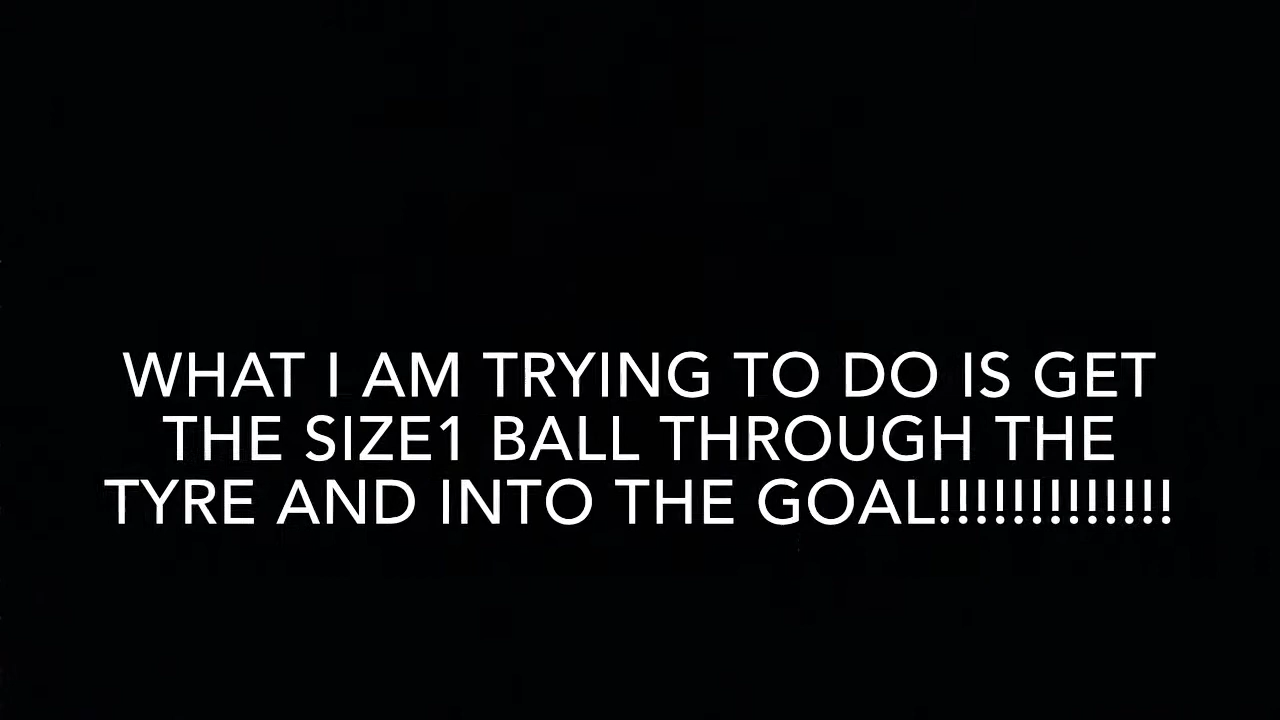 WHAT I AM TRYING TO DO IS GET
THE SIZE1 BALL THROUGH THE
TYRE AND INTO THE GOAL!!!!!!!!!!!!!